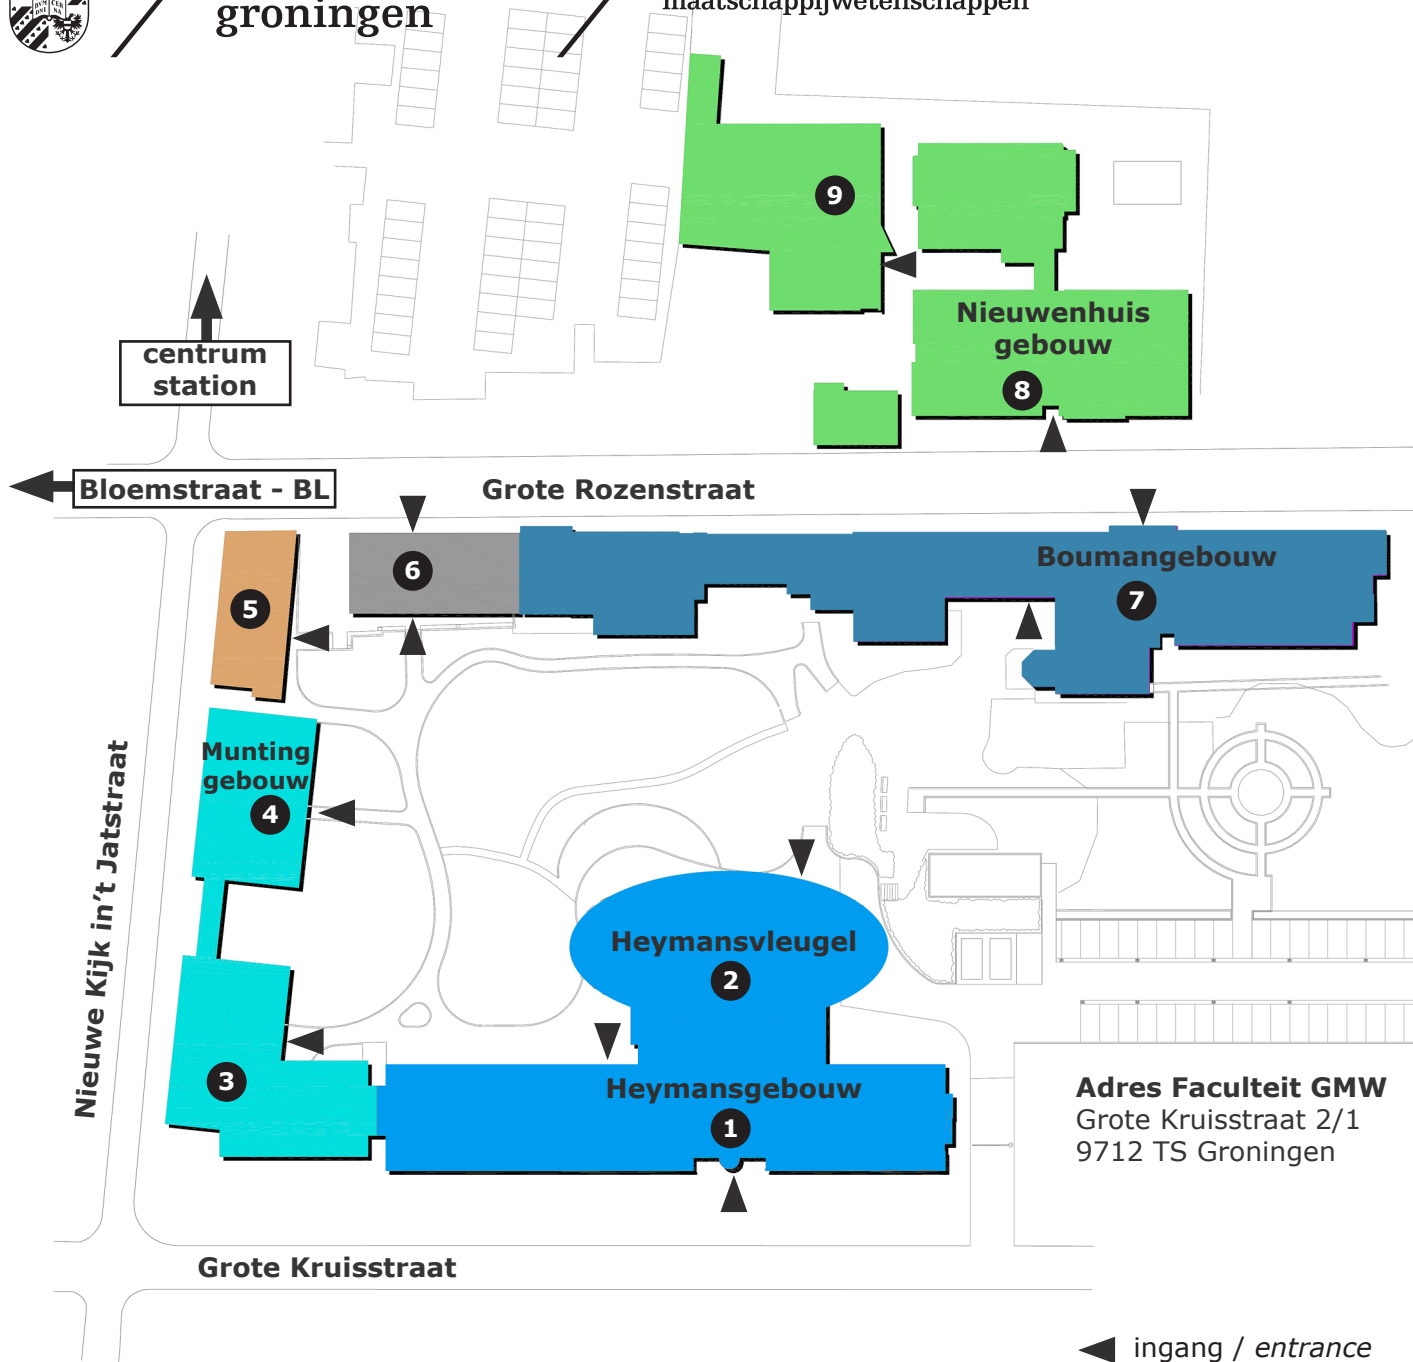 groningen
maatschappijwetenschappen
9
Nieuwenhuis
gebouw
8
centrum
station
Bloemstraat - BL
Grote Rozenstraat
6
Boumangebouw
7
5
Munting
gebouw
4
Nieuwe Kijk in't Jatstraat
Heymansvleugel
2
3
Heymansgebouw
1
Adres Faculteit GMW
Grote Kruisstraat 2/1
9712 TS Groningen
Grote Kruisstraat
ingang / entrance